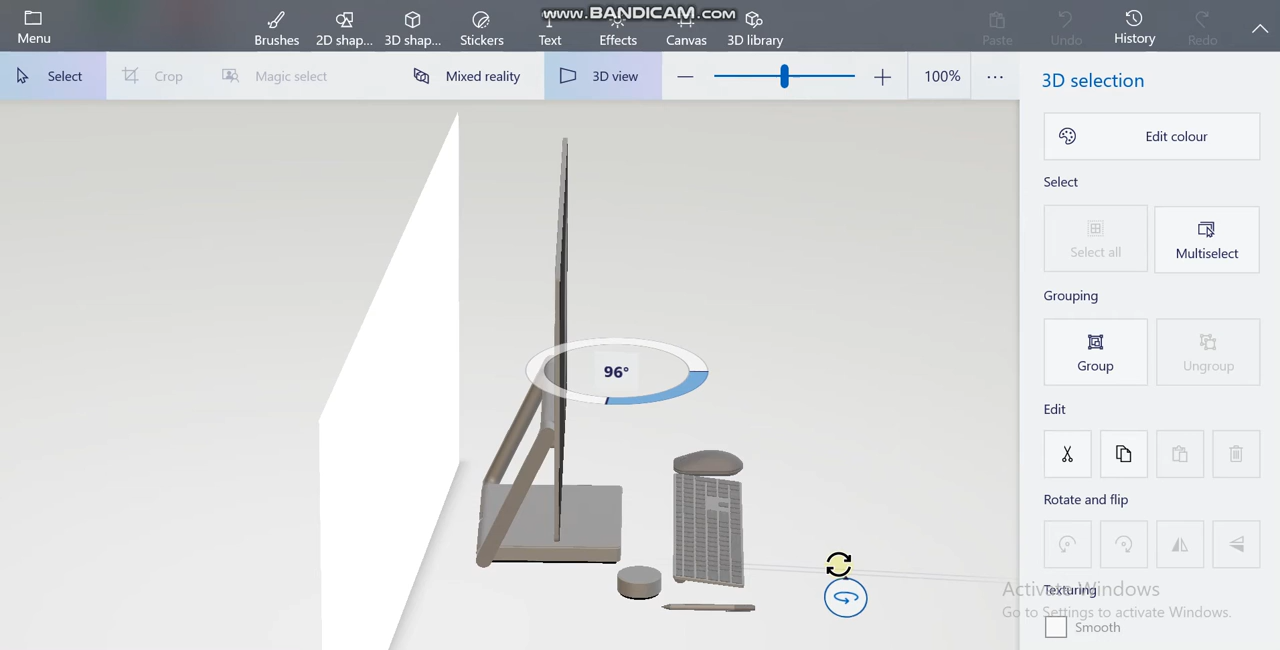 www.BANDICAM.com
Menu
Brushes
2D shap...
3D shap...
Stickers
Text
Effects
Canvas
3D library
Paste
Undo
History
Redo
Select
Crop
Magic select
Mixed reality
3D view
100%
3D selection
Edit colour
Select
Select all
Multiselect
Grouping
Group
Ungroup
Edit
Rotate and flip
Texturing
Smooth
96°
Activate Windows
Go to Settings to activate Windows.